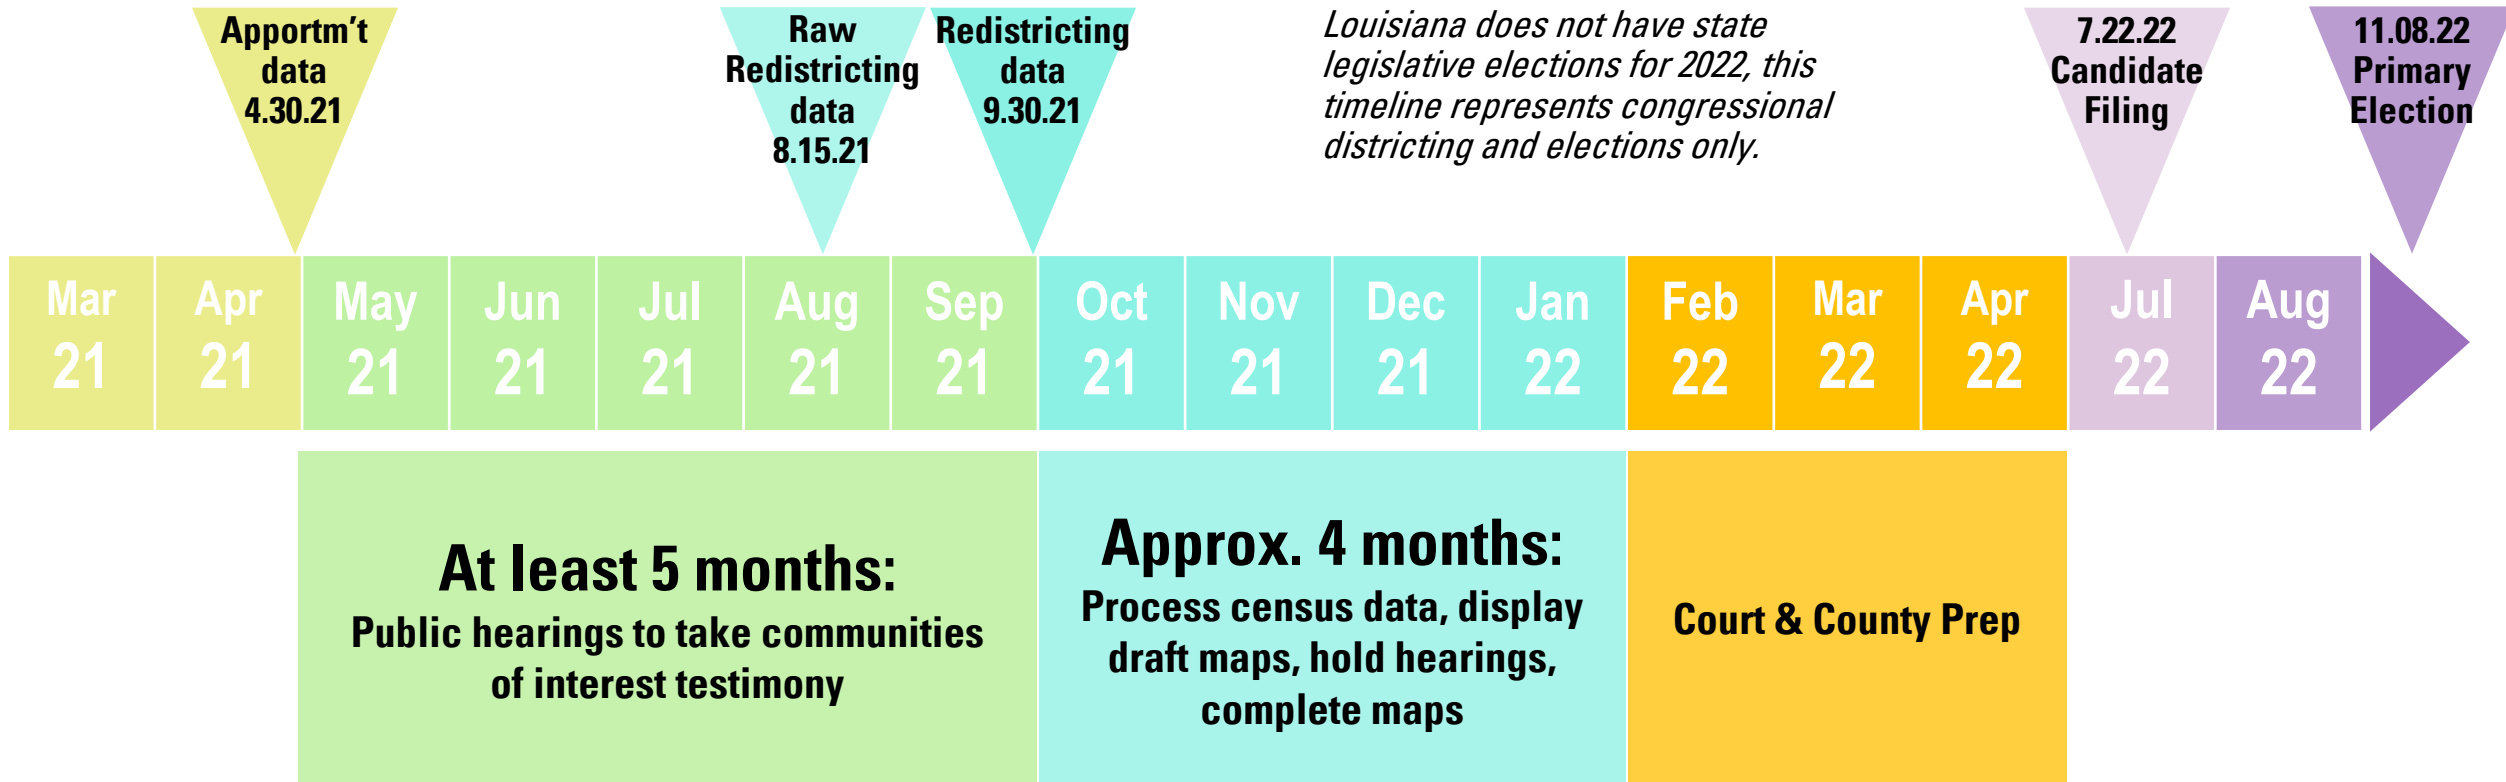 Apportm't
data
4.30.21
Raw
Redistricting
data
8.15.21
Redistricting
data
9.30.21
Louisiana does not have state
legislative elections for 2022, this
timeline represents congressional
districting and elections only.
7.22.22
Candidate
Filing
11.08.22
Primary
Election
Mar
21
Apr
21
May
21
Jun
21
Jul
21
Aug
21
Sep
21
Oct
21
Nov
21
Dec
21
Jan
22
Feb
22
Mar
22
Apr
22
Jul
22
Aug
22
At least 5 months:
Public hearings to take communities
of interest testimony
Approx. 4 months:
Process census data, display
draft maps, hold hearings,
complete maps
Court & County Prep